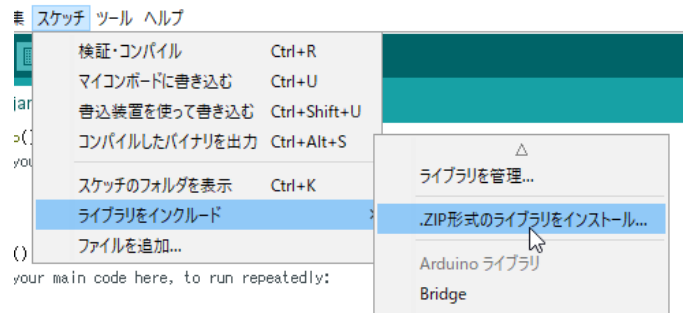 集 スケッチ ツール ヘルプ
検証・コンパイル Ctrl+R
マイコンボードに書き込む Ctrl+U
書込装置を使って書き込む Ctrl+Shift+U
コンパイルしたバイナリを出力 Ctrl+Alt+S
スケッチのフォルダを表示 Ctrl+K
ライブラリをインクルード
ファイルを追加...
ライブラリを管理...
.ZIP形式のライブラリをインストール...
Arduino ライブラリ
Bridge
jar
()
you
()
your main code here, to run repeatedly: